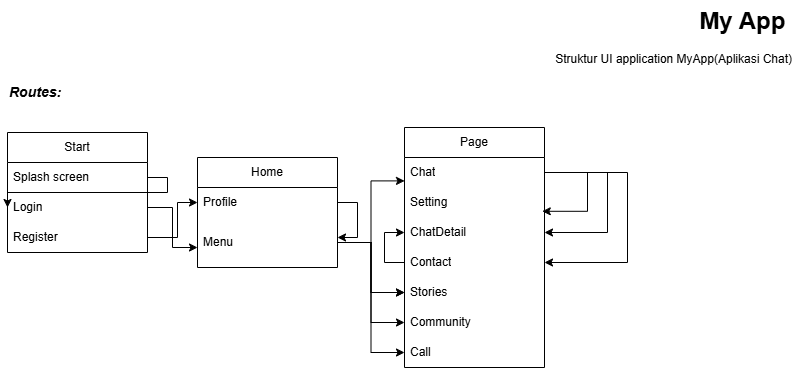 My App
Struktur UI application MyApp(Aplikasi Chat)
Routes:
Start
Splash screen
Login
Register
Home
Profile
Menu
Page
Chat
Setting
ChatDetail
Contact
Stories
Community
Call